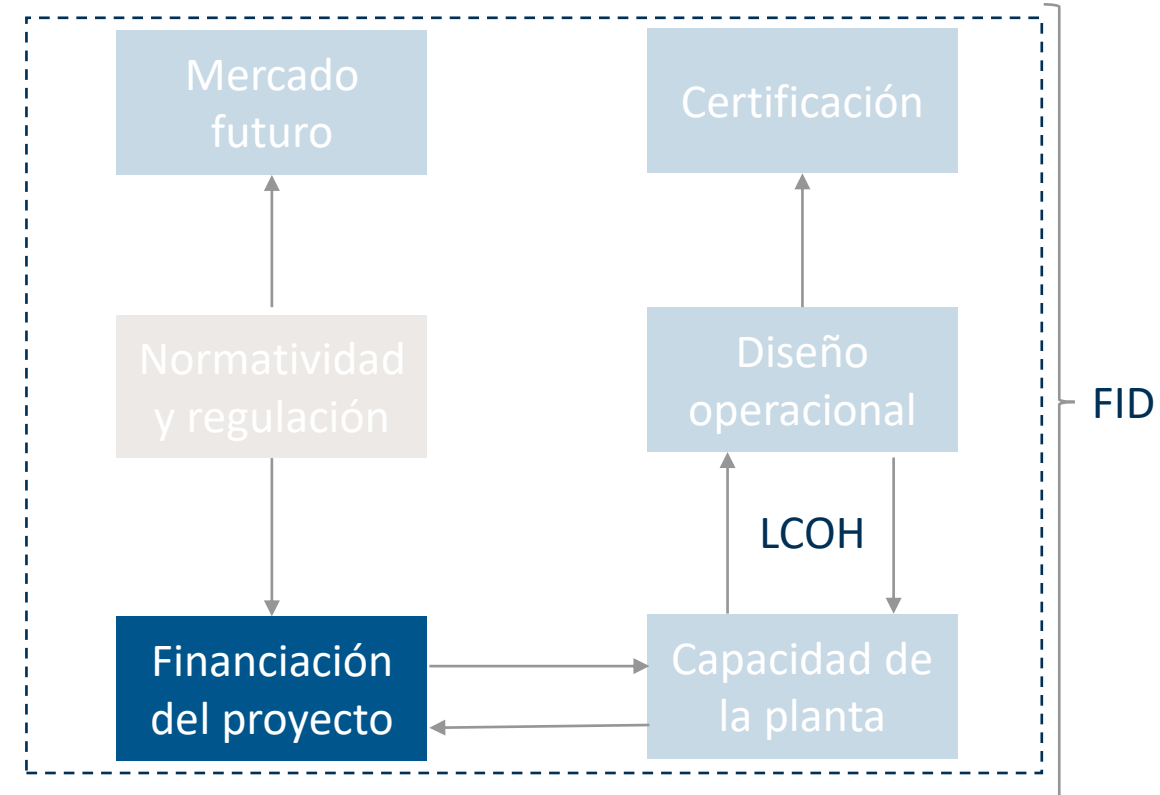 Mercado
futuro
Certificación
Normatividad
y regulación
Diseño
operacional
FID
LCOH
Financiación
del proyecto
Capacidad de
la planta